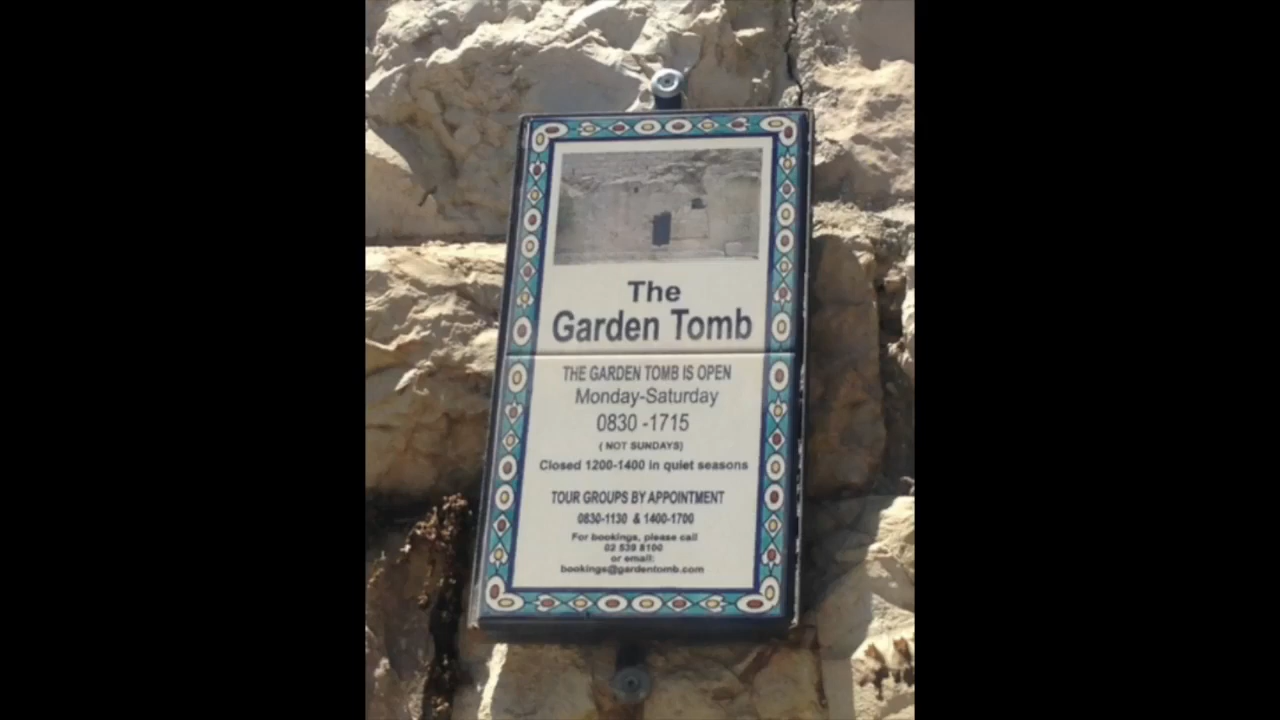 The
Garden Tomb
THE GARDEN TOMB IS OPEN
Monday-Saturday
0830 -1715
( NOT SUNDAYS)
Closed 1200-1400 in quiet seasons
TOUR GROUPS BY APPOINTMENT
0830-1130 & 1400-1700
For bookings, please call
02 539 8100
or email:
bookings@gardentomb.com